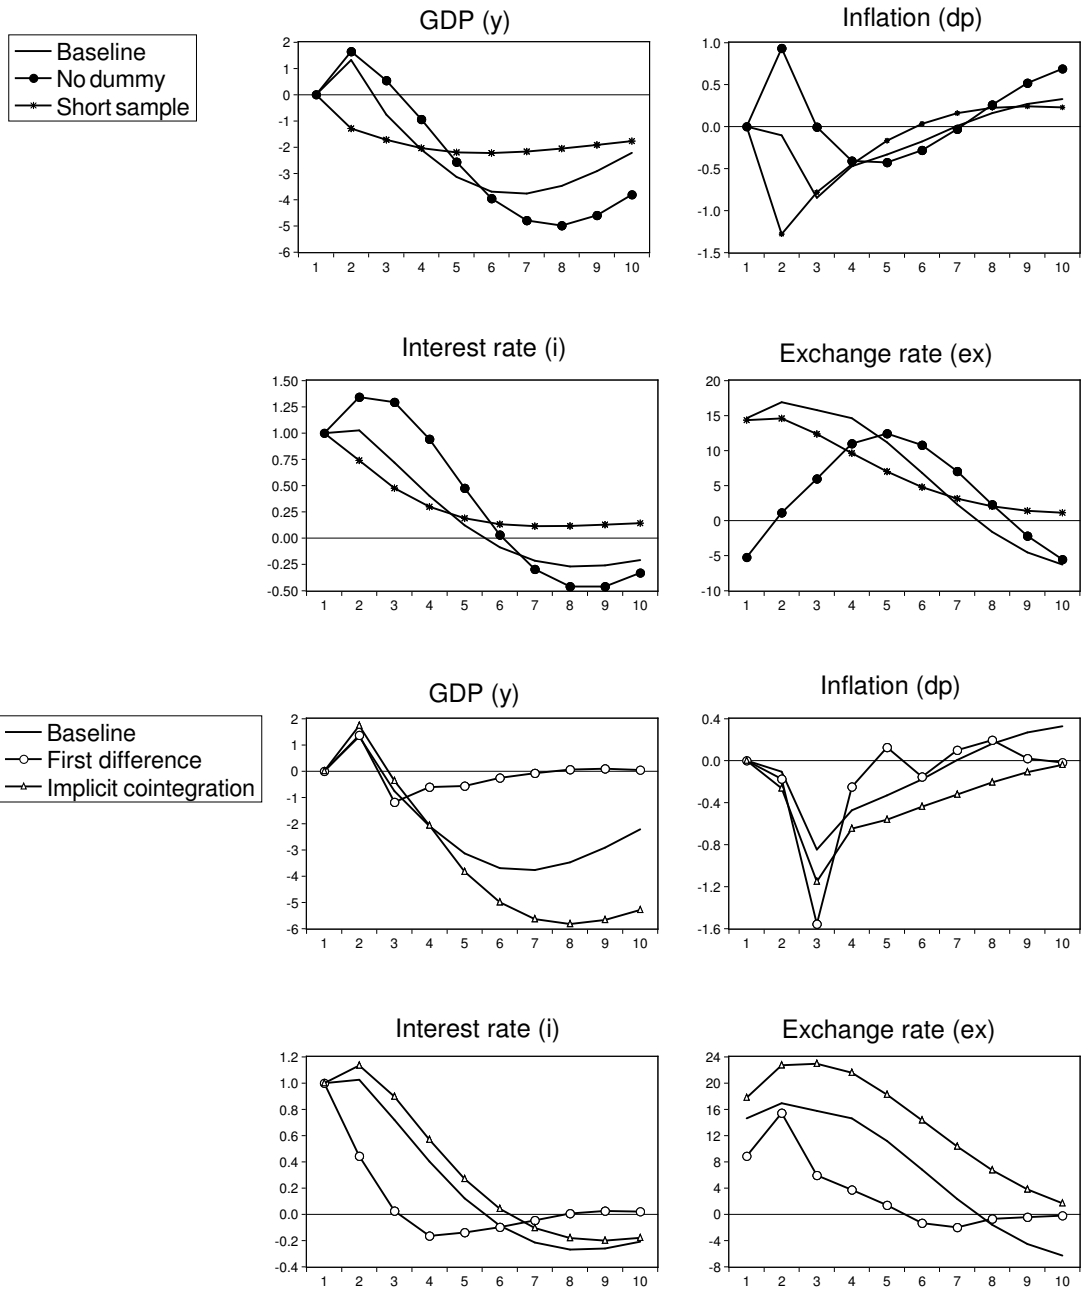 GDP (y)
Inflation (dp)
Baseline
No dummy
Short sample
2
1
0
-1
-2
-3
-4
-5
-6
1 2 3 4 5 6 7 8 9 10
1.0
0.5
0.0
-0.5
-1.0
-1.5
1 2 3 4 5 6 7 8 9 10
Interest rate (i)
Exchange rate (ex)
1.50
1.25
1.00
0.75
0.50
0.25
0.00
-0.25
-0.50
1 2 3 4 5 6 7 8 9 10
20
15
10
5
0
-5
-10
1 2 3 4 5 6 7 8 9 10
GDP (y)
Inflation (dp)
Baseline
First difference
Implicit cointegration
2
1
0
-1
-2
-3
-4
-5
-6
1 2 3 4 5 6 7 8 9 10
0.4
0.0
-0.4
-0.8
-1.2
-1.6
1 2 3 4 5 6 7 8 9 10
Interest rate (i)
Exchange rate (ex)
1.2
1.0
0.8
0.6
0.4
0.2
0.0
-0.2
-0.4
1 2 3 4 5 6 7 8 9 10
24
20
16
12
8
4
0
-4
-8
1 2 3 4 5 6 7 8 9 10